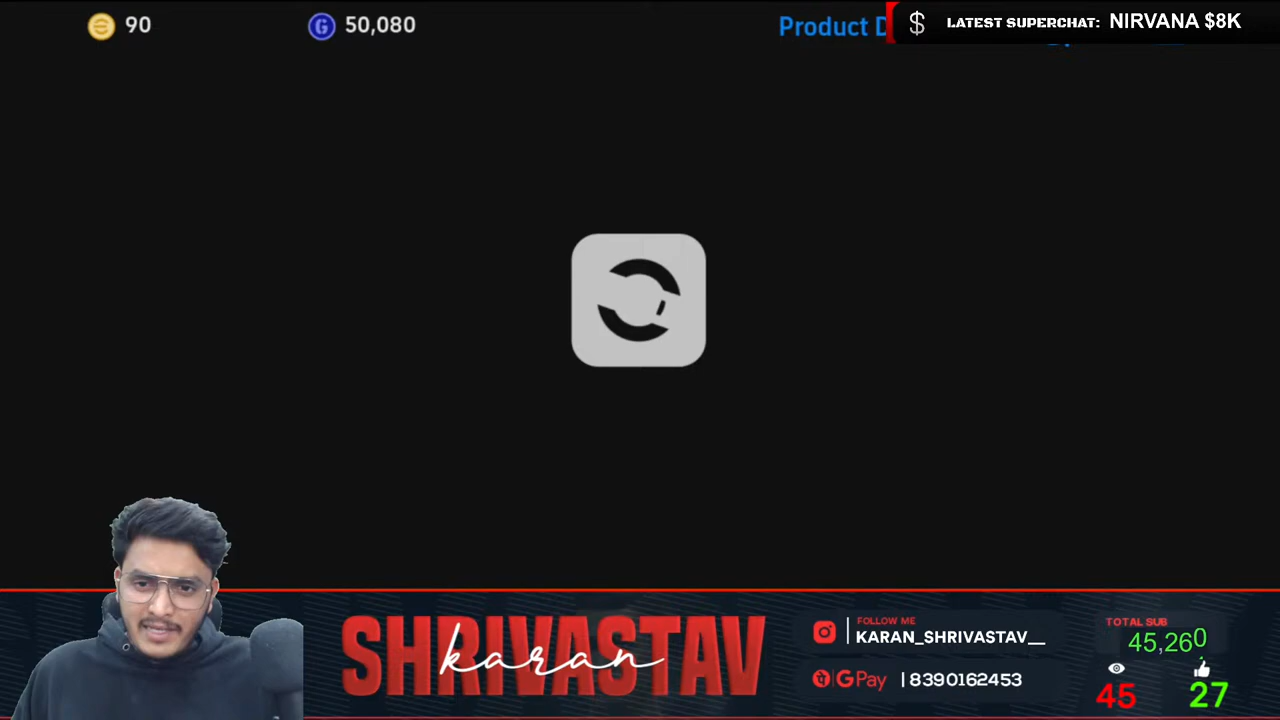 90
50,080
Product D
LATEST SUPERCHAT: NIRVANA $8K
SHRIVASTAV
karan
FOLLOW ME
KARAN_SHRIVASTAV__
GPay | 8390162453
TOTAL SUB
45,260
45
27